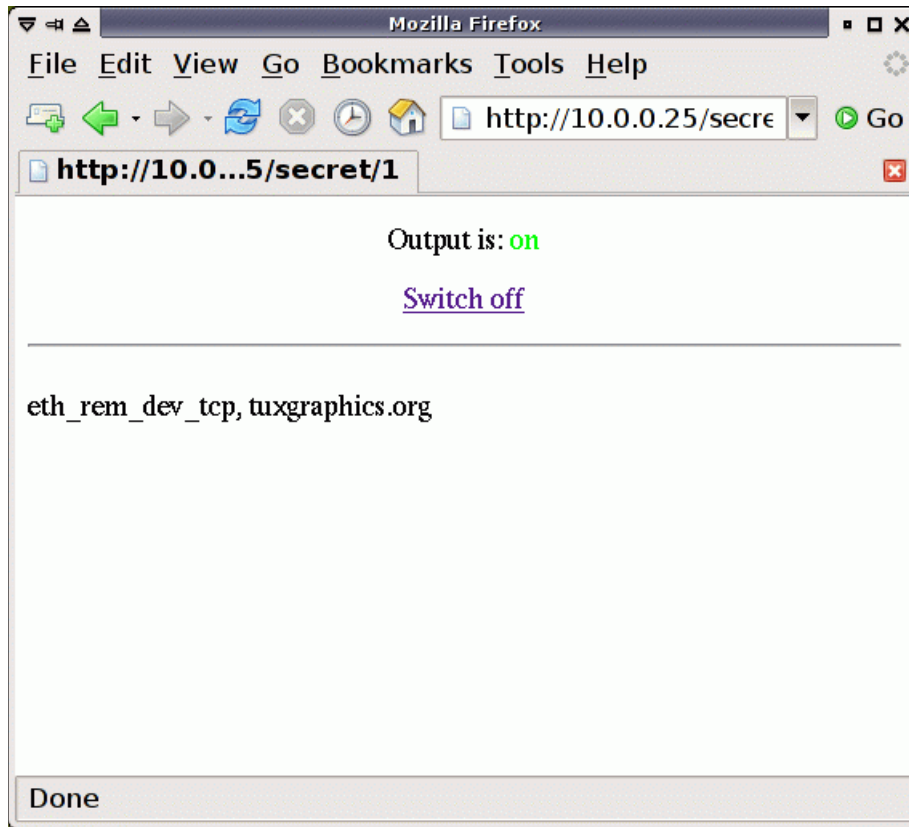 Mozilla Firefox
File Edit View Go Bookmarks Tools Help
http://10.0.0.25/secre Go
http://10.0...5/secret/1
Output is: on
Switch off
eth_rem_dev_tcp, tuxgraphics.org
Done